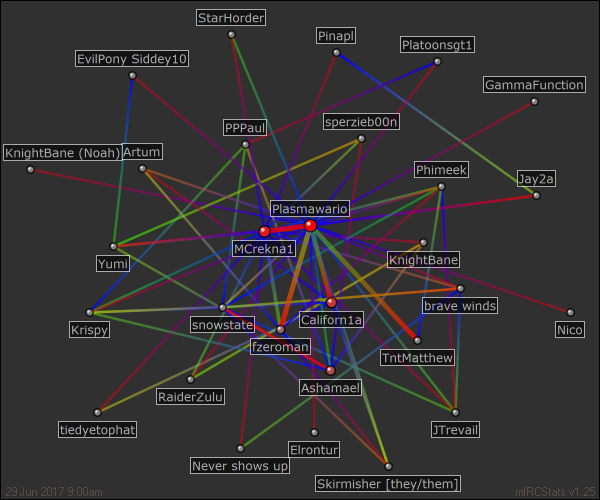 StarHorder
Pinapl
Platoonsgt1
EvilPony Siddey10
GammaFunction
PPPaul
sperzieb00n
KnightBane (Noah)
Artum
Phimeek
Jay2a
Plasmawario
MCrekna1
Yumi
KnightBane
brave winds
Krispy
snowstate
Californ1a
Nico
fzeroman
TntMatthew
Ashamael
RaiderZulu
tiedyetophat
JTrevail
Elrontur
Never shows up
Skirmisher [they/them]
29 Jun 2017 9:00am
mIRCStats v1.25